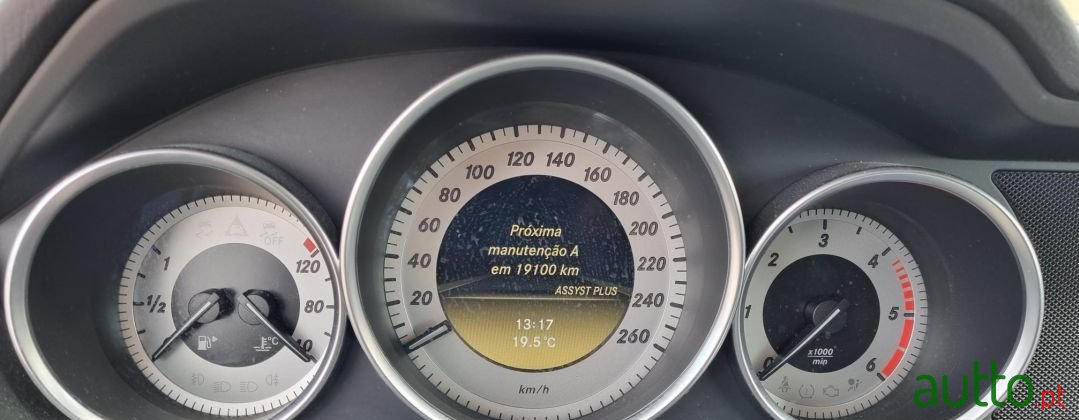 OFF
1
1/2
120
80
40
°C
20
40
60
80
100
120
140
160
180
200
220
240
260
Próxima
manutenção A
em 19100 km
ASSYST PLUS
13:17
19.5°C
km/h
0
1
2
3
4
5
6
x1000
min
autto.pt